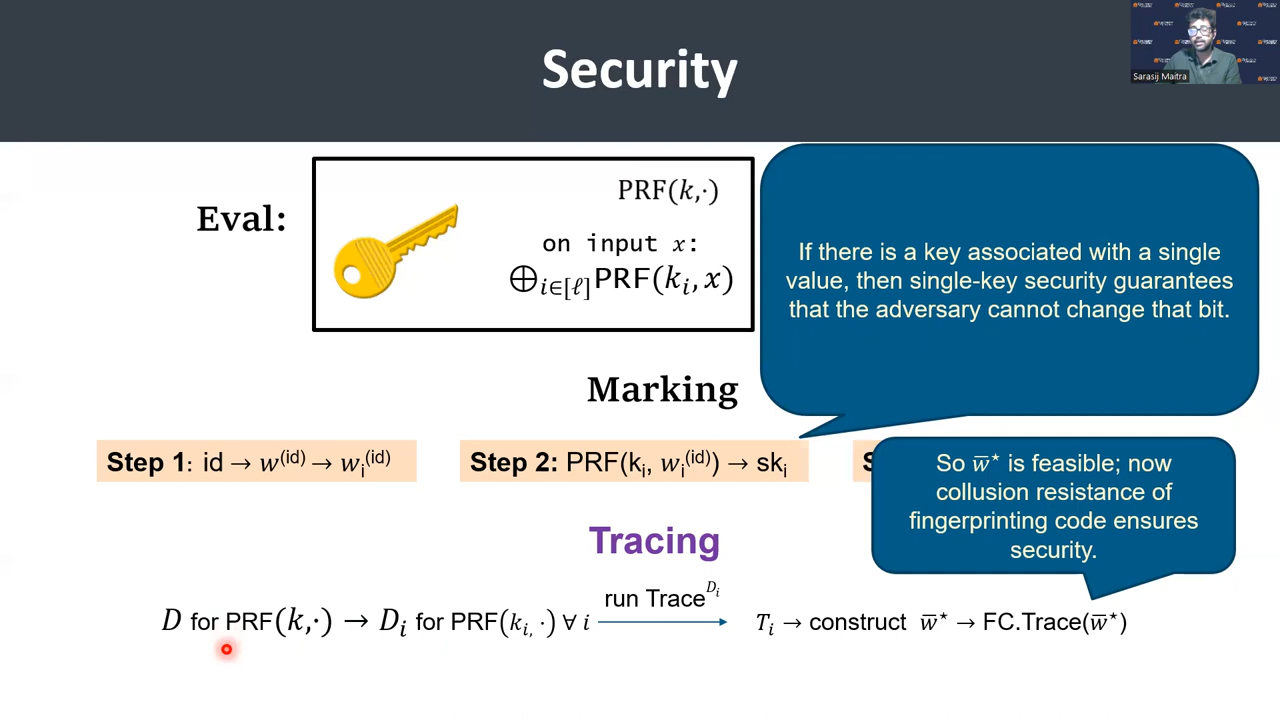 Security
Sarasij Maitra
Eval:
PRF(k,·)
on input x:
⊕i∈[ℓ]PRF(ki, x)
If there is a key associated with a single
value, then single-key security guarantees
that the adversary cannot change that bit.
Marking
Step 1: id → w(id) → wi(id)
Step 2: PRF(ki, wi(id)) → ski
So w̅⋆ is feasible; now
collusion resistance of
fingerprinting code ensures
security.
Tracing
D for PRF(k,·) → Di for PRF(ki, ·) ∀ i
run TraceDi
Ti → construct w̅⋆ → FC.Trace(w̅⋆)